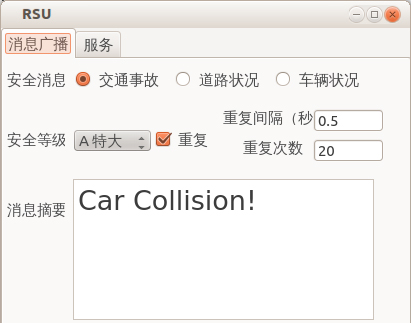 RSU
消息广播 服务
安全消息 交通事故 道路状况 车辆状况
重复间隔（秒 0.5
安全等级 A 特大 重复
重复次数 20
消息摘要 Car Collision!